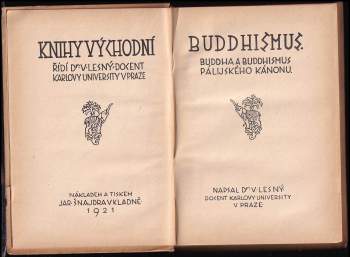 KNIHY VÝCHODNÍ
ŘÍDÍ Dr V. LESNÝ, DOCENT
KARLOVY UNIVERSITY V PRAZE
NÁKLADEM A TISKEM
JAR. ŠNAJDRA V KLADNĚ
1921
BUDDHISMUS.
BUDDHA A BUDDHISMUS
PÁLIJSKÉHO KÁNONU.
NAPSAL Dr V. LESNÝ
DOCENT KARLOVY UNIVERSITY
V PRAZE